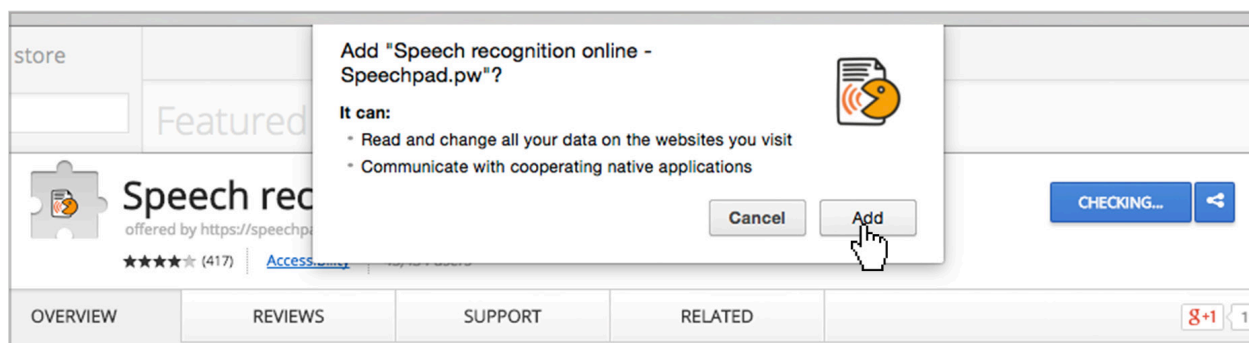 store
Featured
Add "Speech recognition online -
Speechpad.pw"?
It can:
• Read and change all your data on the websites you visit
• Communicate with cooperating native applications
Cancel
Add
Speech rec
offered by https://speechpa
(417)
CHECKING...
OVERVIEW
REVIEWS
SUPPORT
RELATED
g+1
1